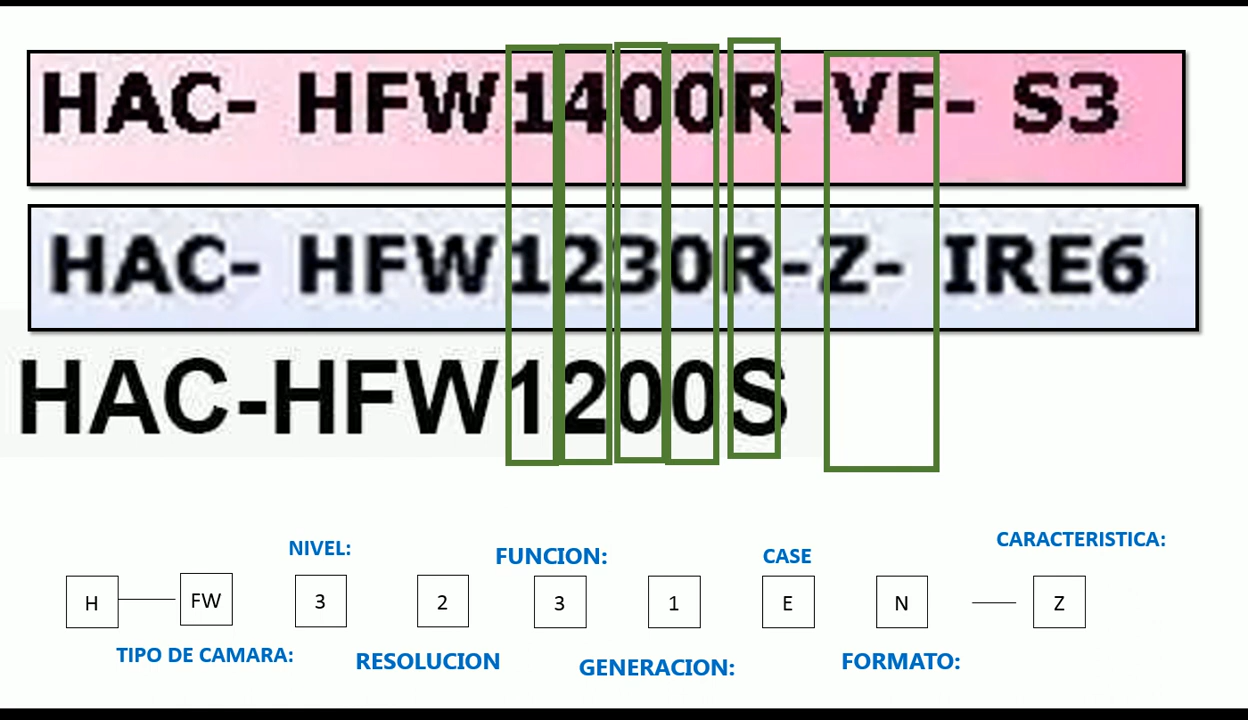 HAC- HFW1400R-VF- S3
HAC- HFW1230R-Z- IRE6
HAC-HFW1200S
NIVEL: FUNCION: CASE CARACTERISTICA:
H FW 3 2 3 1 E N Z
TIPO DE CAMARA: RESOLUCION GENERACION: FORMATO: